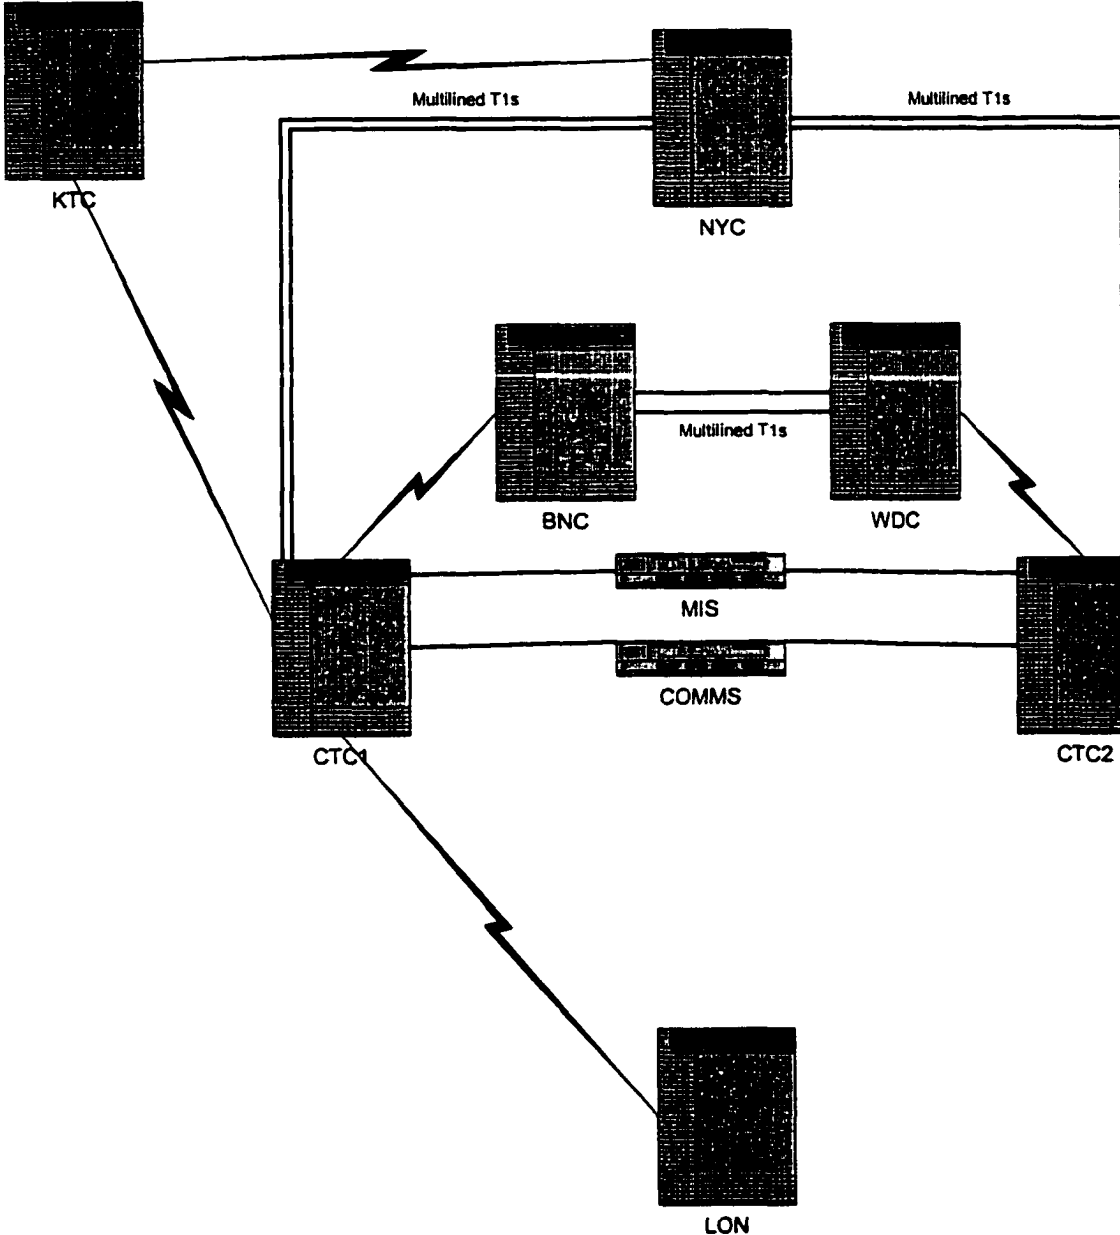 Multilined T1s
Multilined T1s
KTC
NYC
Multilined T1s
BNC
WDC
MIS
COMMS
CTC1
CTC2
LON